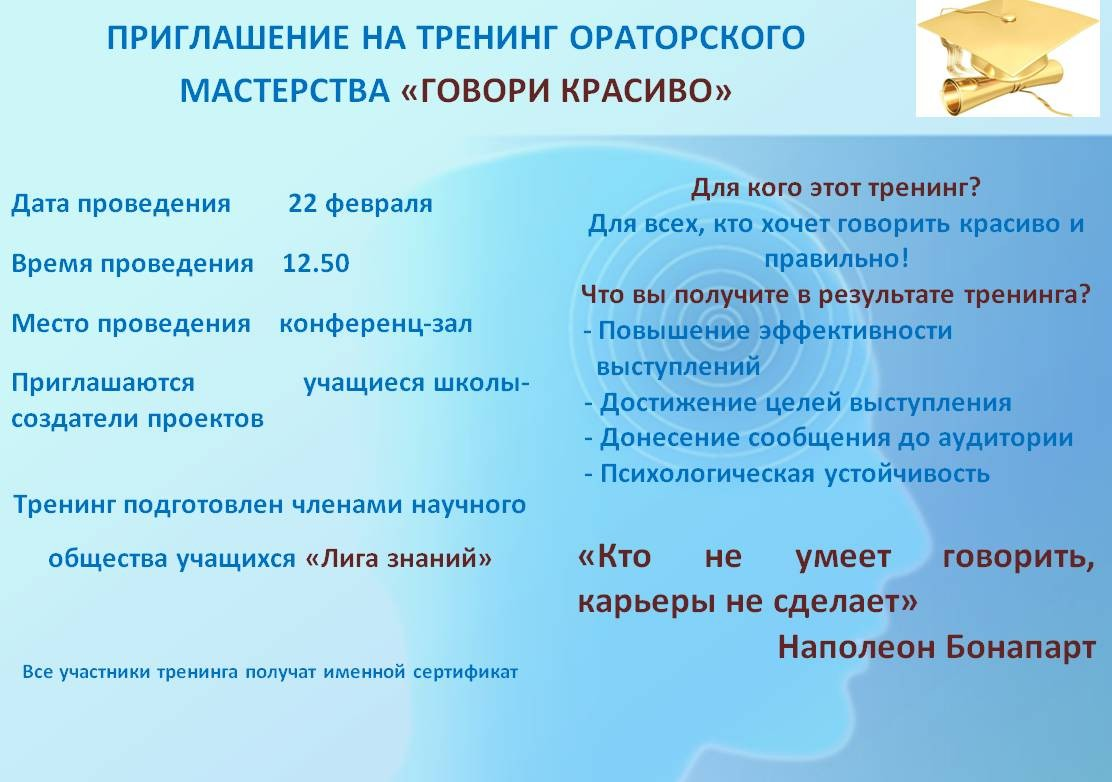 ПРИГЛАШЕНИЕ НА ТРЕНИНГ ОРАТОРСКОГО
МАСТЕРСТВА «ГОВОРИ КРАСИВО»
Дата проведения 22 февраля
Время проведения 12.50
Место проведения конференц-зал
Приглашаются учащиеся школы-
создатели проектов
Тренинг подготовлен членами научного
общества учащихся «Лига знаний»
Все участники тренинга получат именной сертификат
Для кого этот тренинг?
Для всех, кто хочет говорить красиво и
правильно!
Что вы получите в результате тренинга?
- Повышение эффективности
выступлений
- Достижение целей выступления
- Донесение сообщения до аудитории
- Психологическая устойчивость
«Кто не умеет говорить,
карьеры не сделает»
Наполеон Бонапарт